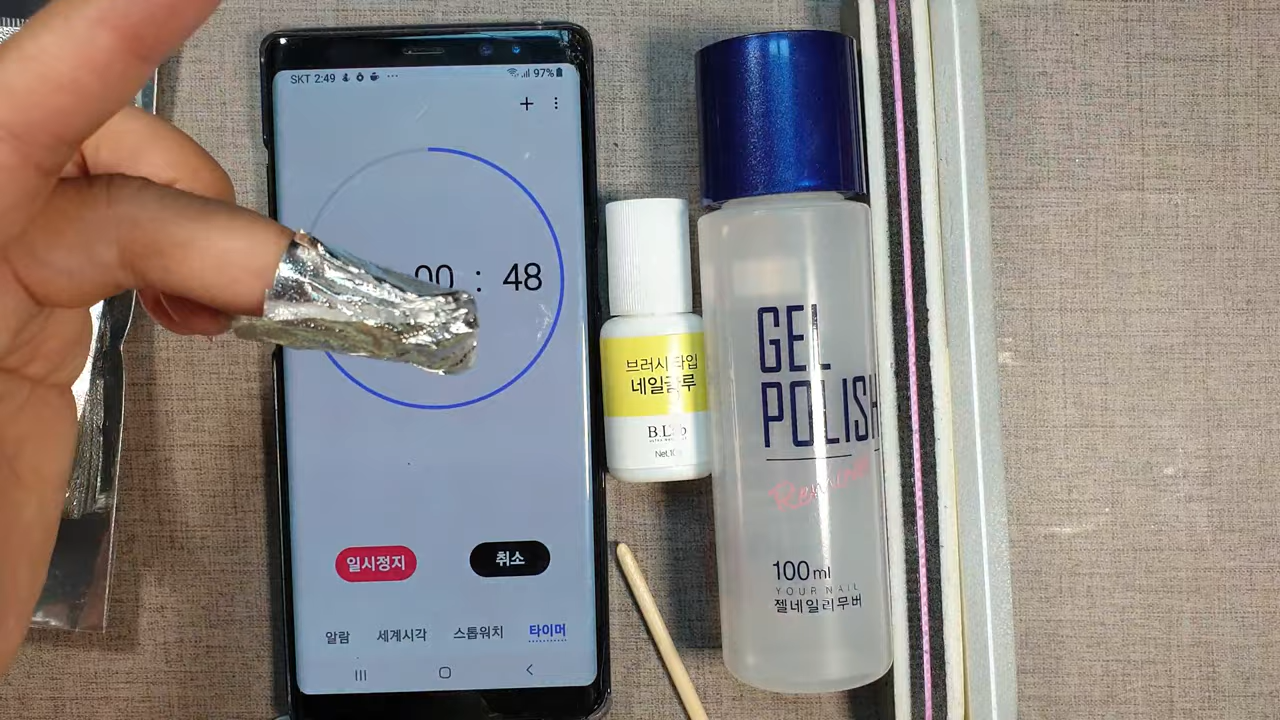 SKT 2:49
97%
00 : 48
일시정지
취소
알람
세계시각
스톱워치
타이머
브러시 타입
네일글루
B.Lab
GEL
POLISH
Remover
100ml
YOUR NAIL
젤네일리무버